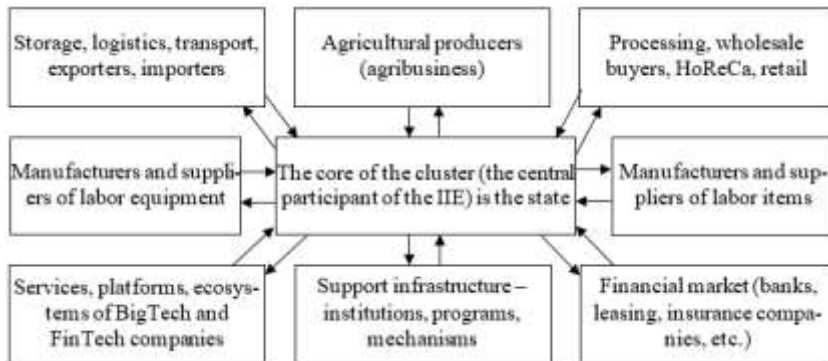 Storage, logistics, transport,
exporters, importers
Agricultural producers
(agribusiness)
Processing, wholesale
buyers, HoReCa, retail
Manufacturers and suppli-
ers of labor equipment
The core of the cluster (the central
participant of the IIE) is the state
Manufacturers and sup-
pliers of labor items
Services, platforms, ecosys-
tems of BigTech and
FinTech companies
Support infrastructure –
institutions, programs,
mechanisms
Financial market (banks,
leasing, insurance compa-
nies, etc.)